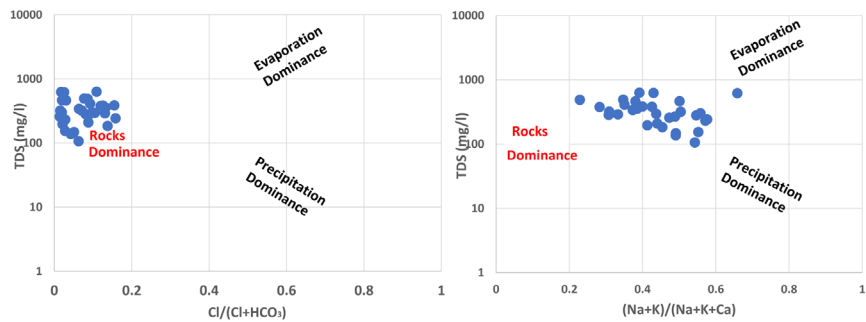 10000
1000
100
10
1
TDS (mg/l)
Evaporation
Dominance
Rocks
Dominance
Precipitation
Dominance
0
0.2
0.4
0.6
0.8
1
Cl/(Cl+HCO₃)
10000
1000
100
10
1
TDS (mg/l)
Evaporation
Dominance
Rocks
Dominance
Precipitation
Dominance
0
0.2
0.4
0.6
0.8
1
(Na+K)/(Na+K+Ca)